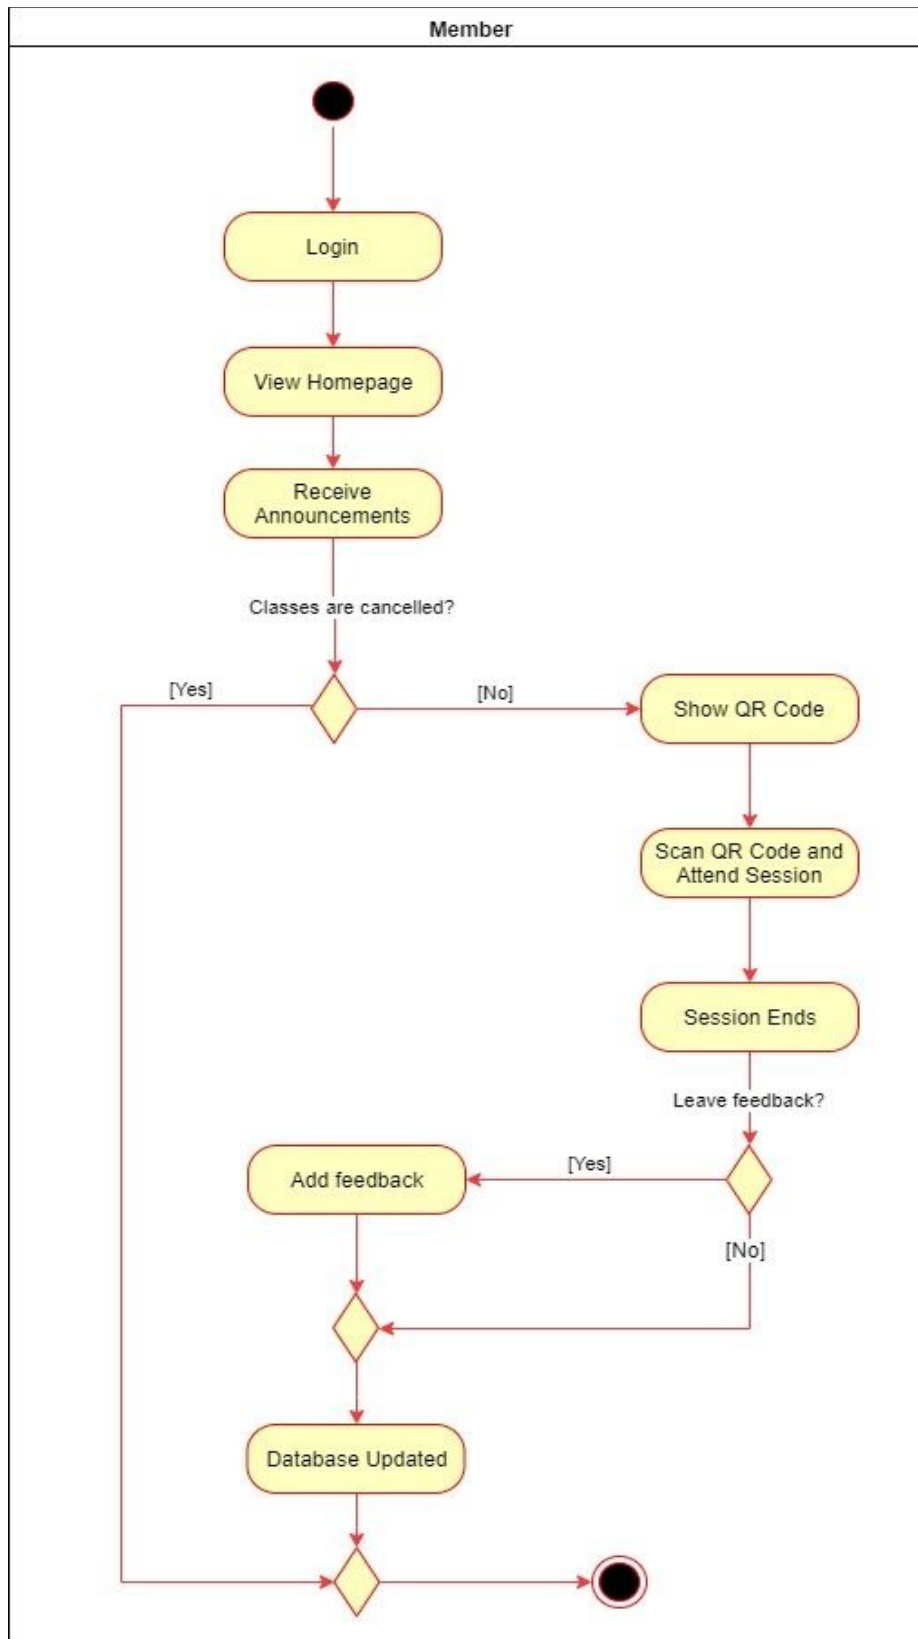 Member
Login
View Homepage
Receive
Announcements
Classes are cancelled?
[Yes]
[No]
Show QR Code
Scan QR Code and
Attend Session
Session Ends
Leave feedback?
[Yes]
Add feedback
[No]
Database Updated